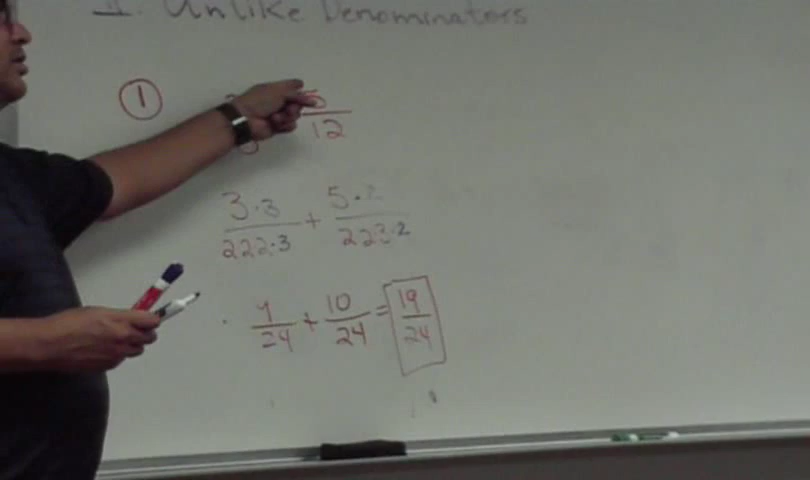 II. Unlike Denominators
①
5/12
3·3/222·3 + 5·2/223·2
9/24 + 10/24 = 19/24